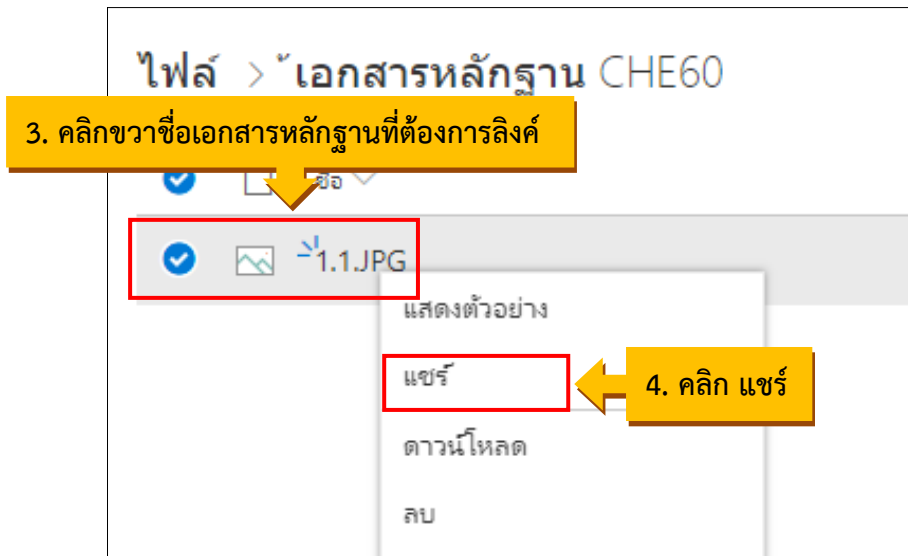 ไฟล์ > ้เอกสารหลักฐาน CHE60
3. คลิกขวาชื่อเอกสารหลักฐานที่ต้องการลิงค์
ชื่อ
1.1.JPG
แสดงตัวอย่าง
แชร์
4. คลิก แชร์
ดาวน์โหลด
ลบ